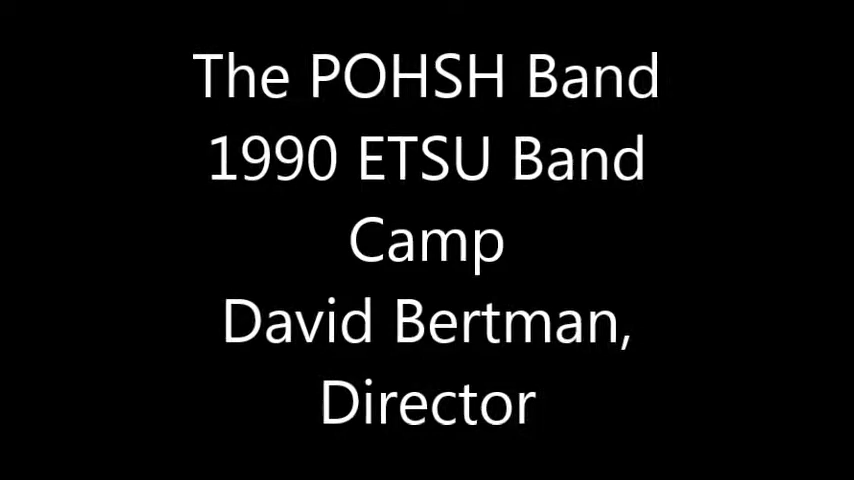 The POHSH Band
1990 ETSU Band
Camp
David Bertman,
Director